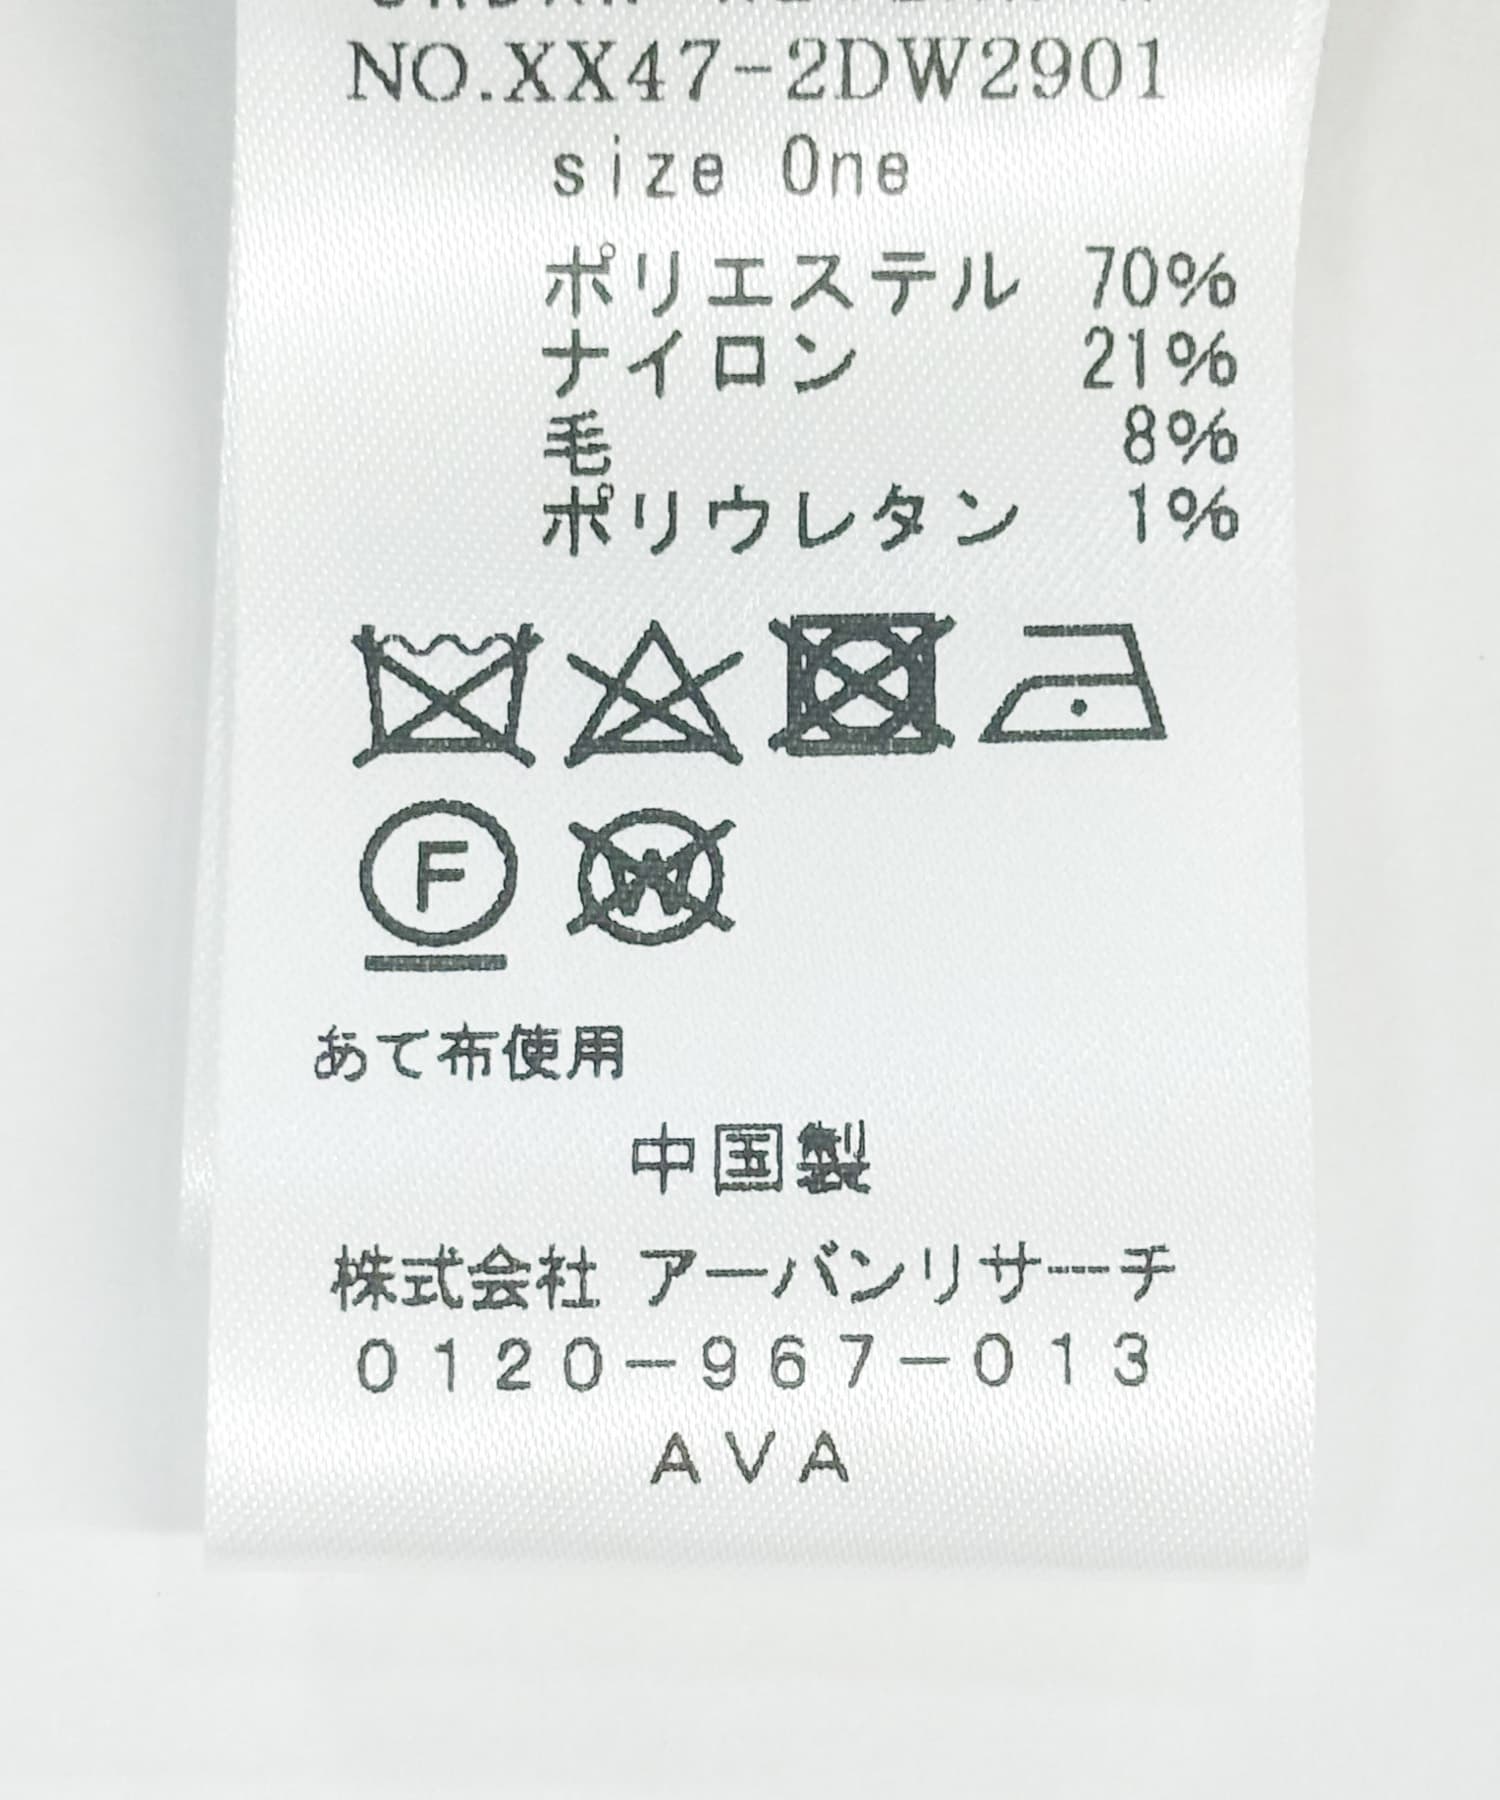 NO.XX47-2DW2901
size One
ポリエステル 70%
ナイロン 21%
毛 8%
ポリウレタン 1%
F
W
あて布使用
中国製
株式会社 アーバンリサーチ
0120-967-013
AVA